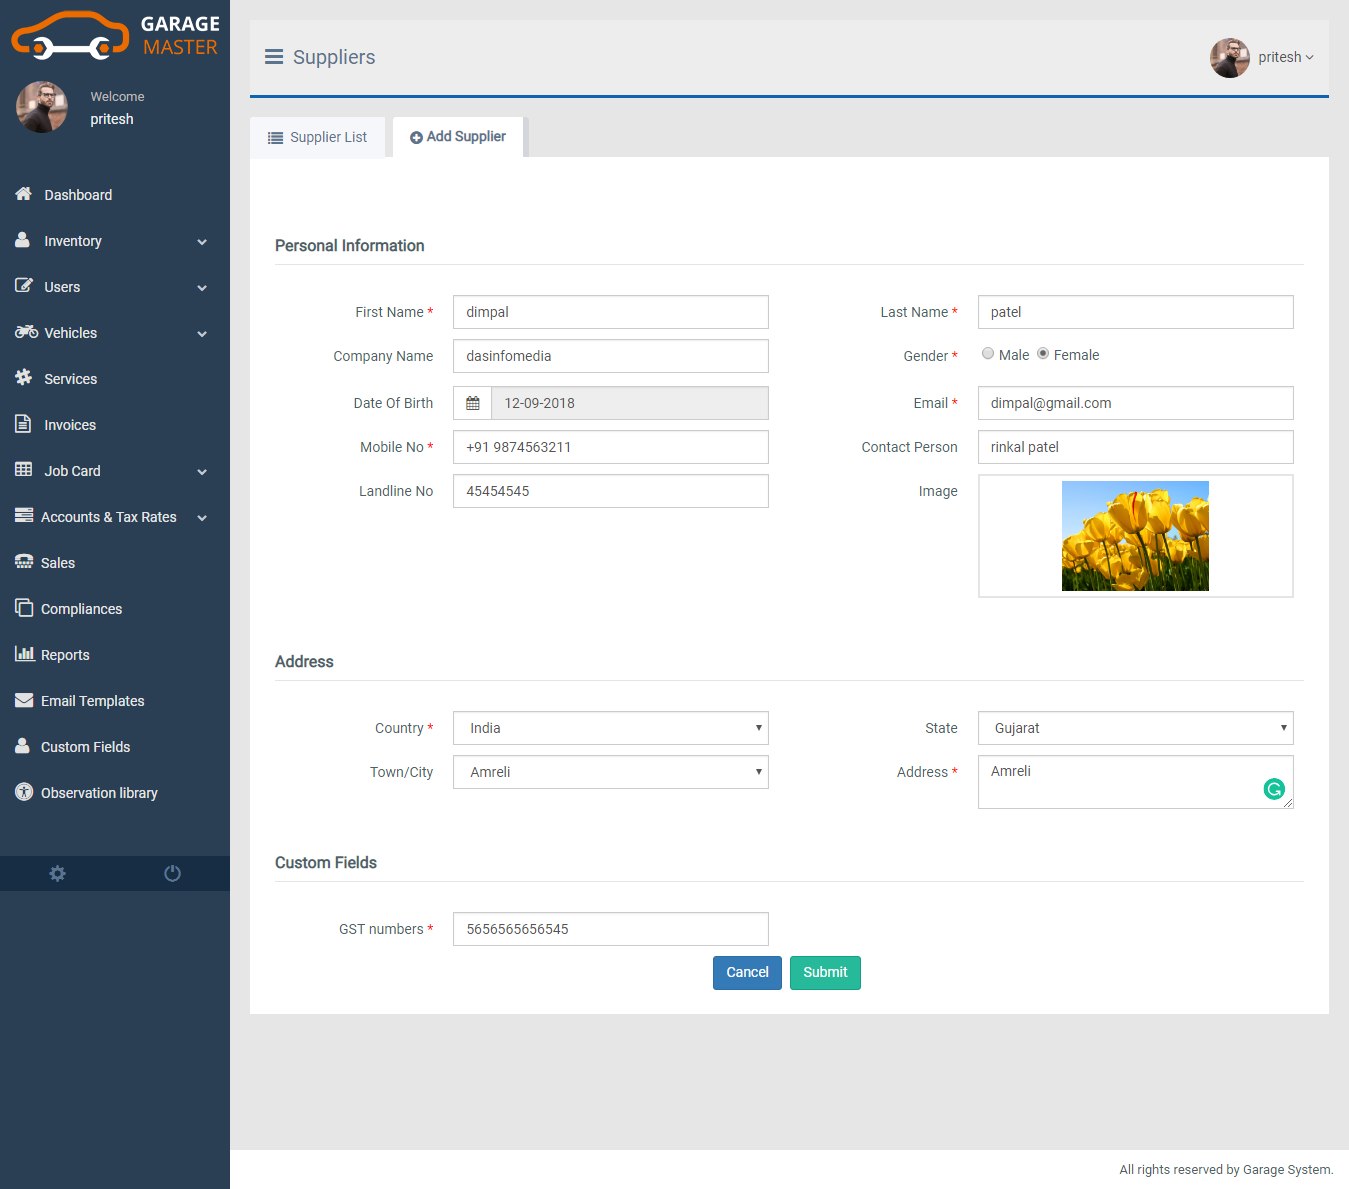 GARAGE
MASTER
Welcome
pritesh
Dashboard
Inventory
Users
Vehicles
Services
Invoices
Job Card
Accounts & Tax Rates
Sales
Compliances
Reports
Email Templates
Custom Fields
Observation library
Suppliers
pritesh
Supplier List
Add Supplier
Personal Information
First Name * dimpal
Last Name * patel
Company Name dasinfomedia
Gender * Male Female
Date Of Birth 12-09-2018
Email * dimpal@gmail.com
Mobile No * +91 9874563211
Contact Person rinkal patel
Landline No 45454545
Image
Address
Country * India
State Gujarat
Town/City Amreli
Address * Amreli
Custom Fields
GST numbers * 5656565656545
Cancel Submit
All rights reserved by Garage System.